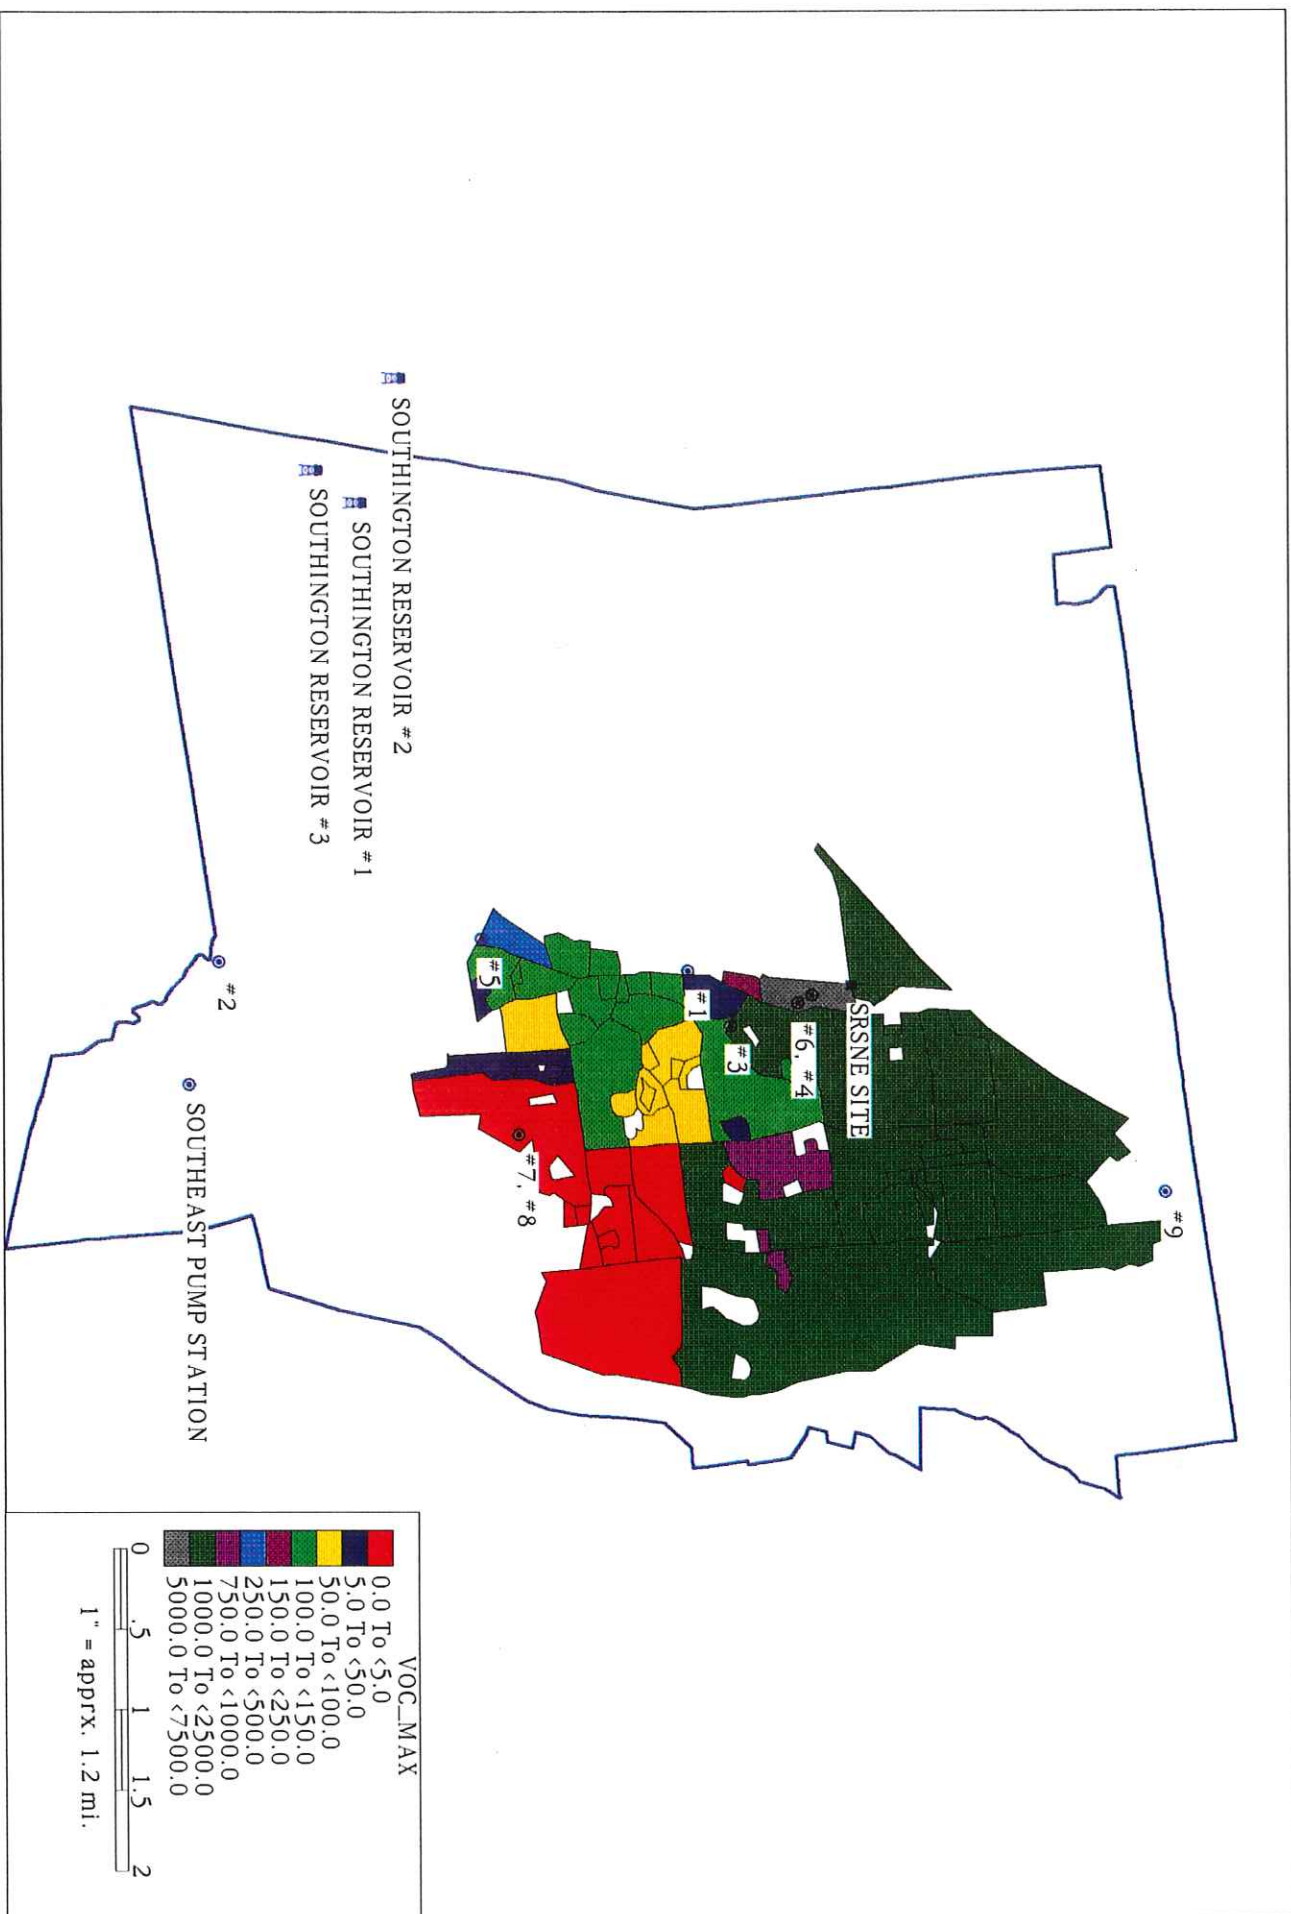 #9
SRSNE SITE
#6, #4
#3
#1
#5
#7, #8
SOUTHINGTON RESERVOIR #2
SOUTHINGTON RESERVOIR #1
SOUTHINGTON RESERVOIR #3
#2
SOUTHEAST PUMP STATION
VOC_MAX
0.0 To <5.0
5.0 To <50.0
50.0 To <100.0
100.0 To <150.0
150.0 To <250.0
250.0 To <500.0
750.0 To <1000.0
1000.0 To <2500.0
5000.0 To <7500.0
0 .5 1 1.5 2
1" = apprx. 1.2 mi.